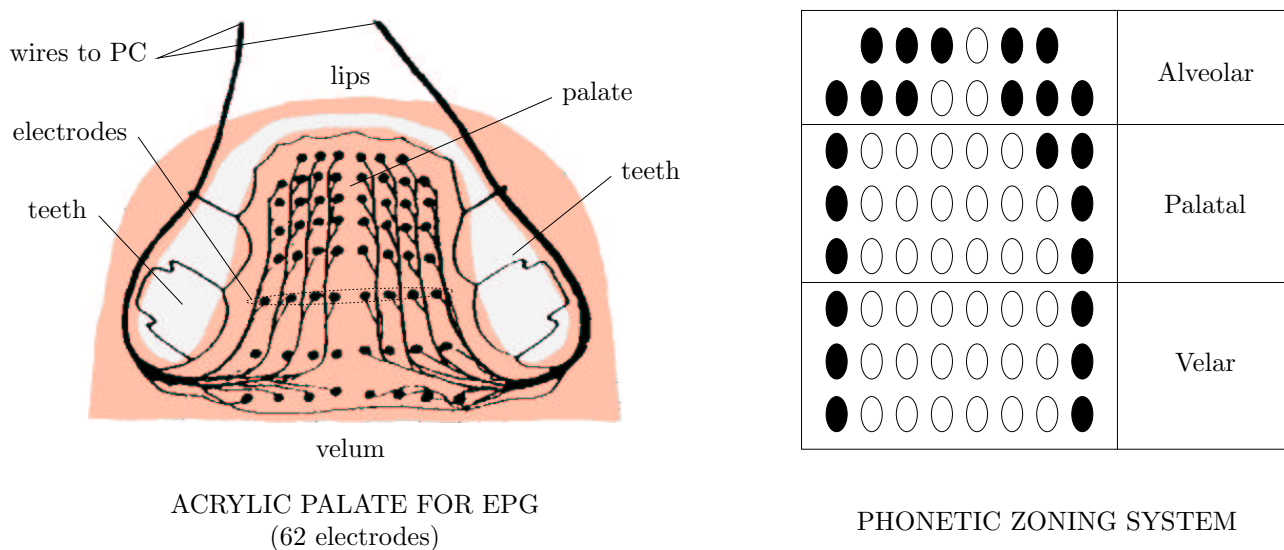 wires to PC
lips
palate
electrodes
teeth
teeth
velum
ACRYLIC PALATE FOR EPG
(62 electrodes)
Alveolar
Palatal
Velar
PHONETIC ZONING SYSTEM